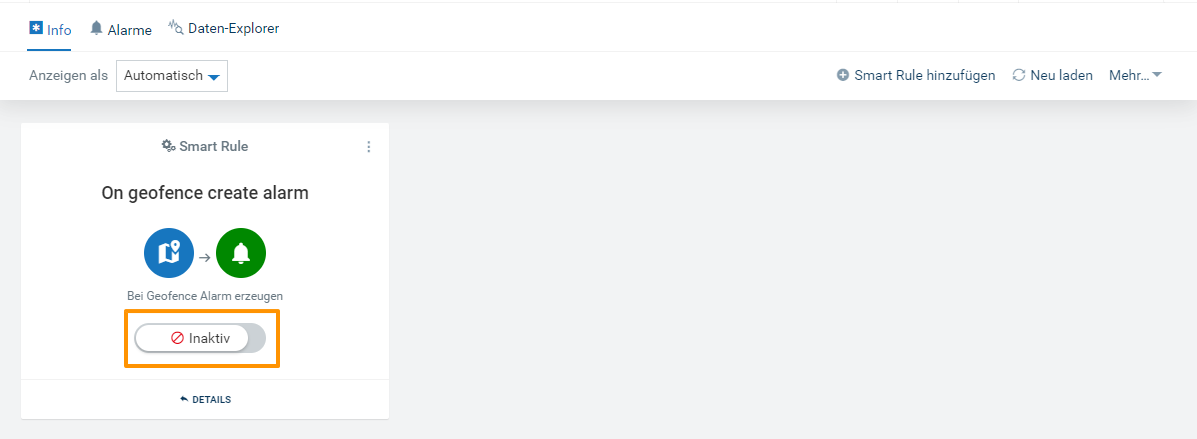 Info Alarme Daten-Explorer
Anzeigen als Automatisch Smart Rule hinzufügen Neu laden Mehr...
Smart Rule
On geofence create alarm
Bei Geofence Alarm erzeugen
Inaktiv
DETAILS